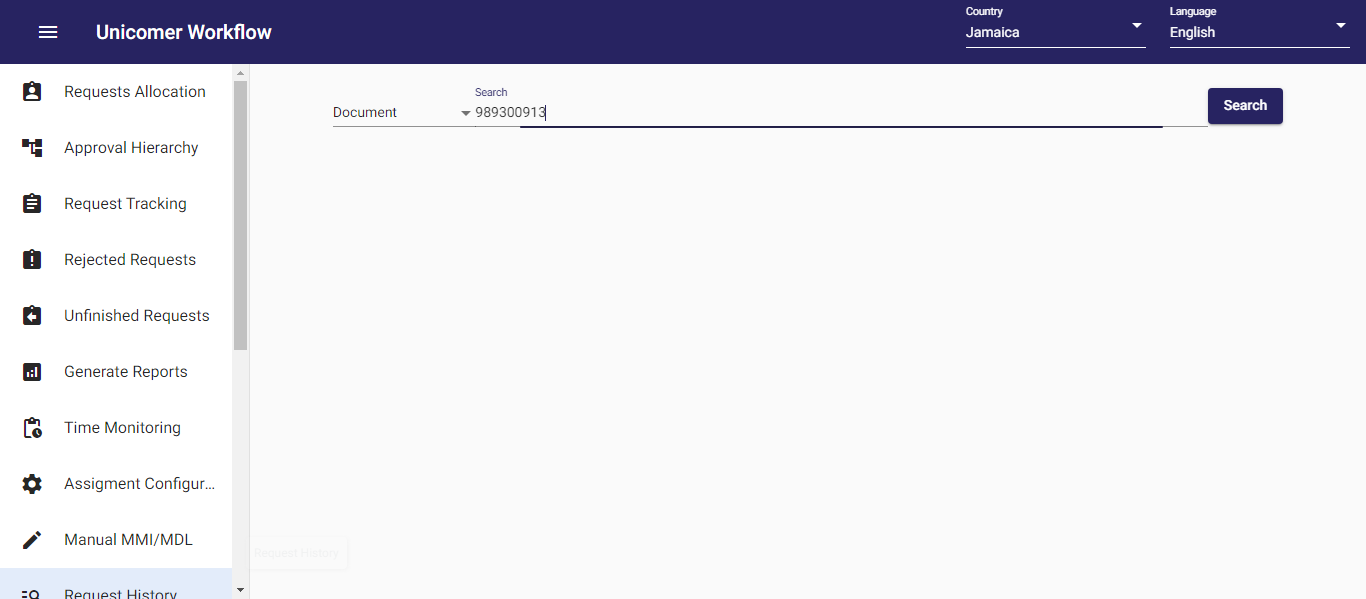 Unicomer Workflow
Country
Jamaica
Language
English
Requests Allocation
Approval Hierarchy
Request Tracking
Rejected Requests
Unfinished Requests
Generate Reports
Time Monitoring
Assigment Configur...
Manual MMI/MDL
Request History
Document
Search
989300913
Search
Request History